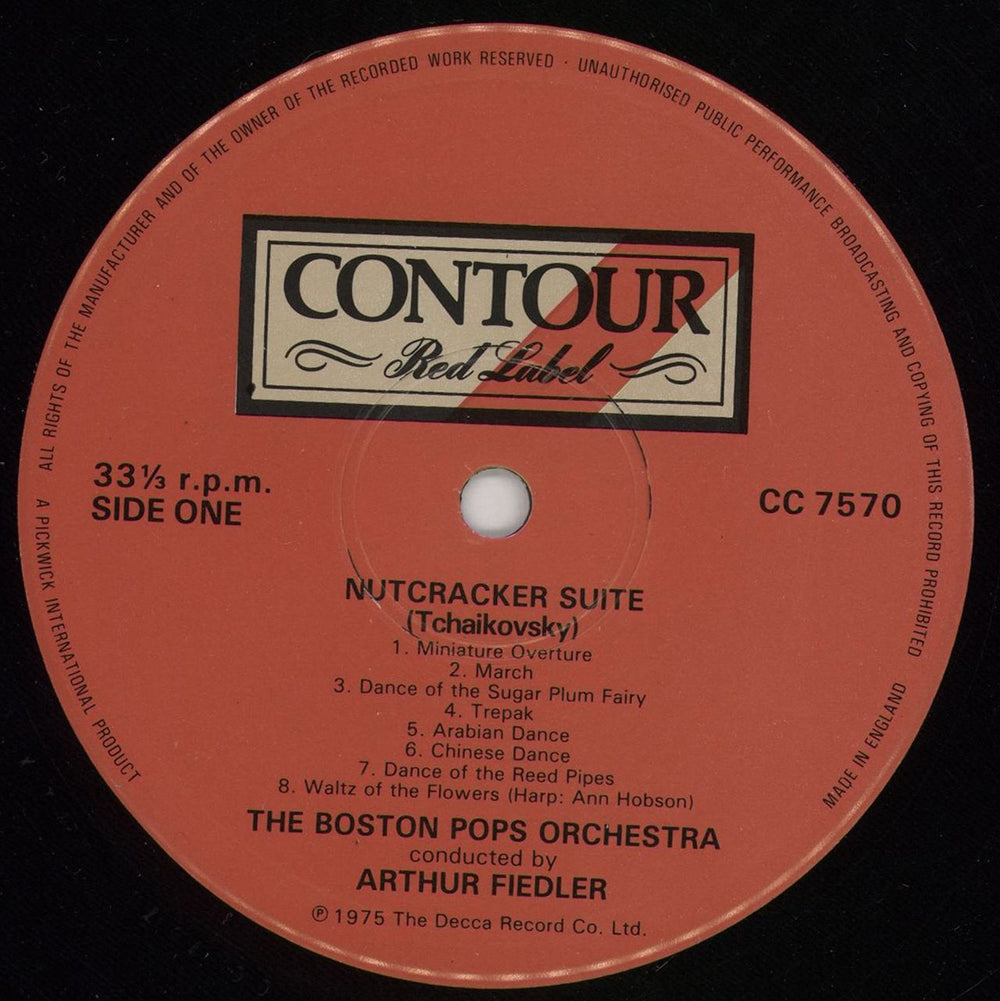 ALL RIGHTS OF THE MANUFACTURER AND OF THE OWNER OF THE RECORDED WORK RESERVED · UNAUTHORISED PUBLIC PERFORMANCE BROADCASTING AND COPYING OF THIS RECORD PROHIBITED
CONTOUR
Red Label
33⅓ r.p.m.
SIDE ONE
CC 7570
NUTCRACKER SUITE
(Tchaikovsky)
1. Miniature Overture
2. March
3. Dance of the Sugar Plum Fairy
4. Trepak
5. Arabian Dance
6. Chinese Dance
7. Dance of the Reed Pipes
8. Waltz of the Flowers (Harp: Ann Hobson)
THE BOSTON POPS ORCHESTRA
conducted by
ARTHUR FIEDLER
℗ 1975 The Decca Record Co. Ltd.
A PICKWICK INTERNATIONAL PRODUCT
MADE IN ENGLAND